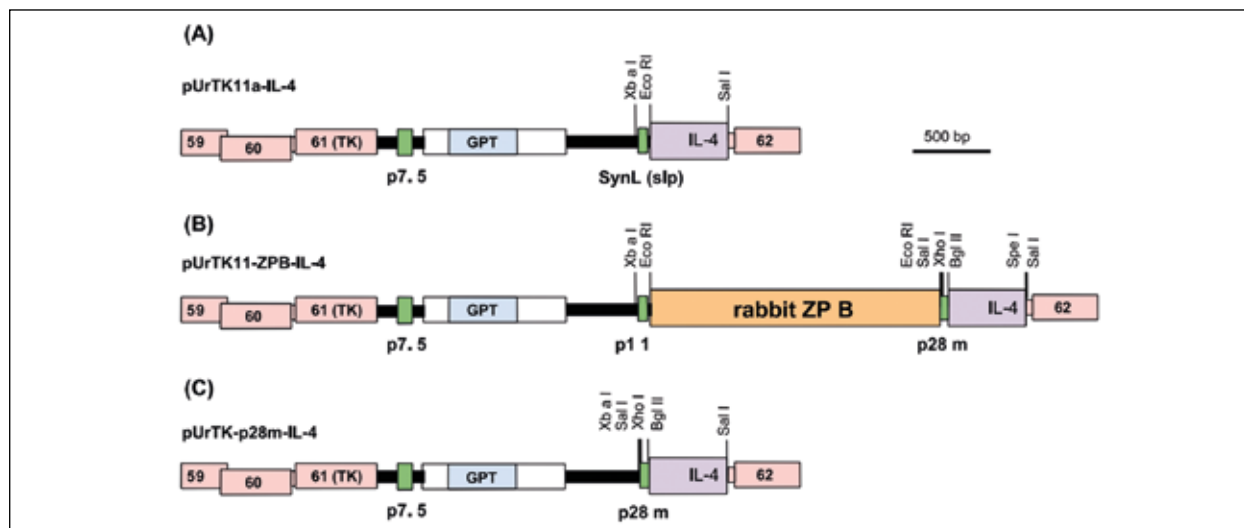 (A)
pUrTK11a-IL-4
Xba I
Eco RI
Sal I
59
60
61 (TK)
GPT
IL-4
62
500 bp
p7.5
SynL (slp)
(B)
pUrTK11-ZPB-IL-4
Xba I
Eco RI
Eco RI
Sal I
Xho I
Bgl II
Spe I
Sal I
59
60
61 (TK)
GPT
rabbit ZP B
IL-4
62
p7.5
p1 1
p28 m
(C)
pUrTK-p28m-IL-4
Xba I
Sal I
Xho I
Bgl II
Sal I
59
60
61 (TK)
GPT
IL-4
62
p7.5
p28 m